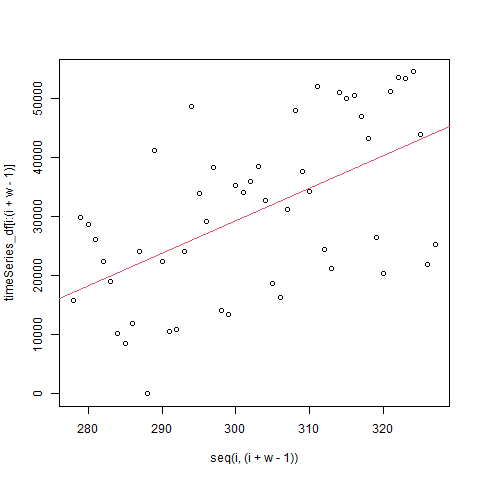 timeSeries_df[i:(i + w - 1)]
50000
40000
30000
20000
10000
0
280 290 300 310 320
seq(i, (i + w - 1))